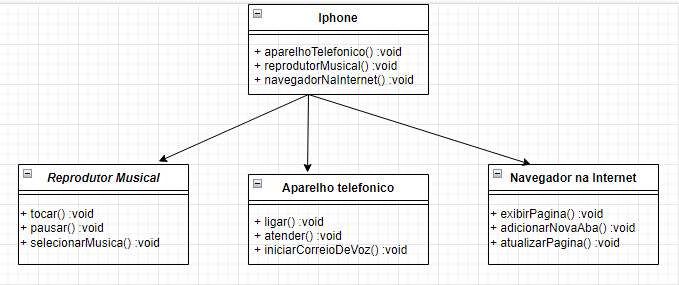 Iphone
+ aparelhoTelefonico() :void
+ reprodutorMusical() :void
+ navegadorNaInternet() :void
Reprodutor Musical
+ tocar() :void
+ pausar() :void
+ selecionarMusica() :void
Aparelho telefonico
+ ligar() :void
+ atender() :void
+ iniciarCorreioDeVoz() :void
Navegador na Internet
+ exibirPagina() :void
+ adicionarNovaAba() :void
+ atualizarPagina() :void